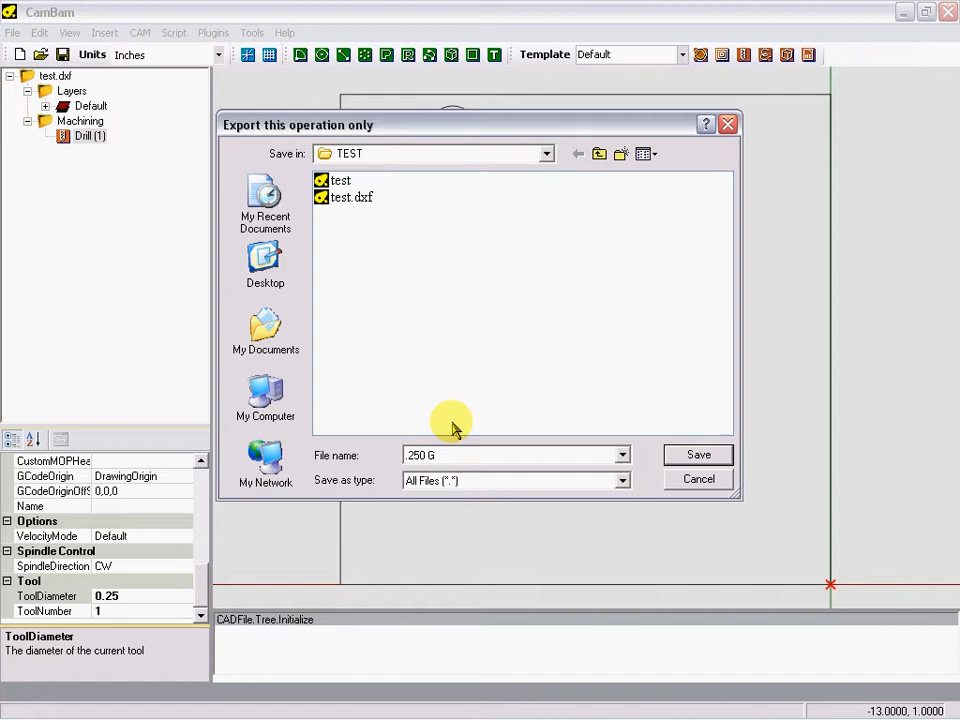 CamBam
File Edit View Insert CAM Script Plugins Tools Help
Units Inches Template Default
test.dxf
Layers
Default
Machining
Drill (1)
Export this operation only
Save in: TEST
test
test.dxf
My Recent
Documents
Desktop
My Documents
My Computer
My Network
File name: .250 G Save
Save as type: All Files (*.*) Cancel
CustomMOPHea
GCodeOrigin DrawingOrigin
GCodeOriginOffs 0,0,0
Name
Options
VelocityMode Default
Spindle Control
SpindleDirection CW
Tool
ToolDiameter 0.25
ToolNumber 1
ToolDiameter
The diameter of the current tool
CADFile.Tree.Initialize
-13.0000, 1.0000